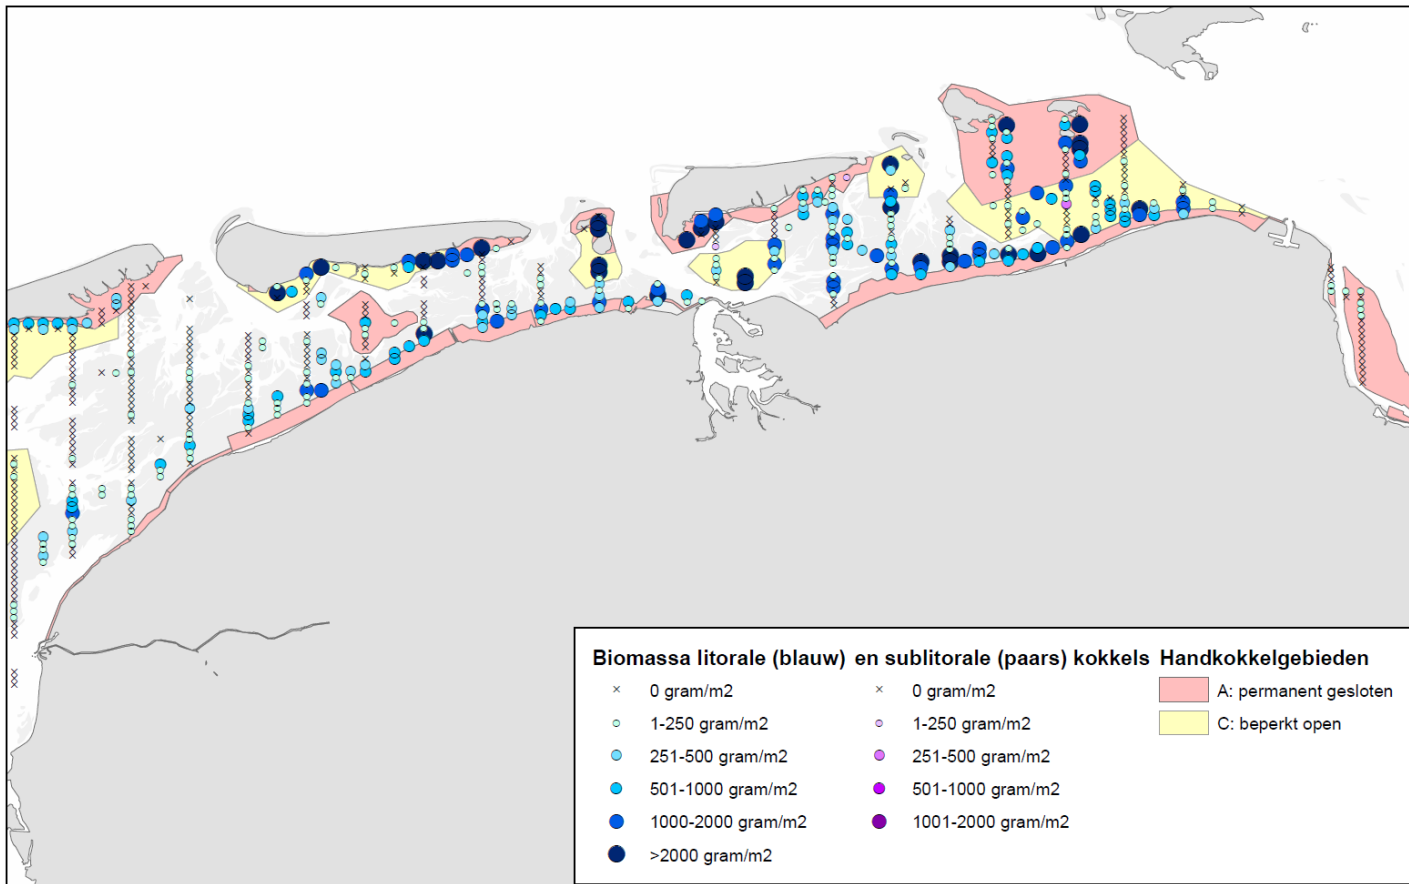 Biomassa litorale (blauw) en sublitorale (paars) kokkels
× 0 gram/m2
1-250 gram/m2
251-500 gram/m2
501-1000 gram/m2
1000-2000 gram/m2
>2000 gram/m2
× 0 gram/m2
1-250 gram/m2
251-500 gram/m2
501-1000 gram/m2
1001-2000 gram/m2
Handkokkelgebieden
A: permanent gesloten
C: beperkt open